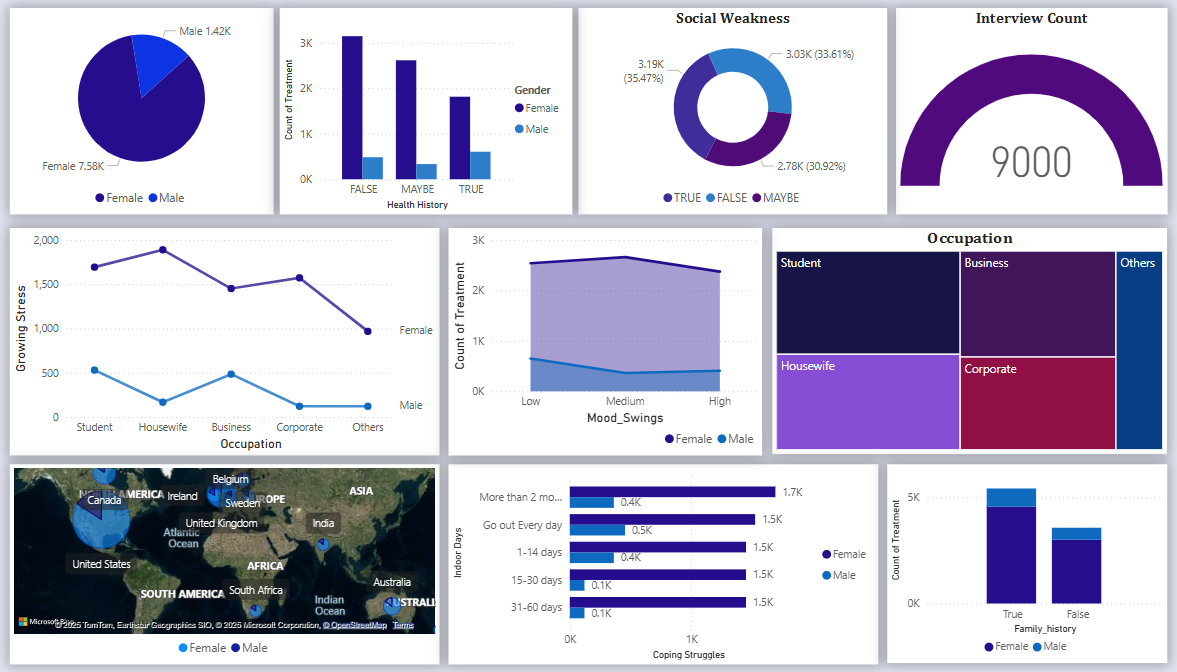 Male 1.42K
Female 7.58K
Female Male
Count of Treatment
3K
2K
1K
0K
FALSE MAYBE TRUE
Health History
Gender
Female
Male
Social Weakness
3.19K
(35.47%)
3.03K (33.61%)
2.78K (30.92%)
TRUE FALSE MAYBE
Interview Count
9000
Growing Stress
2,000
1,500
1,000
500
0
Female
Male
Student Housewife Business Corporate Others
Occupation
Count of Treatment
3K
2K
1K
0K
Low Medium High
Mood_Swings
Female Male
Occupation
Student
Business
Others
Housewife
Corporate
NORTH AMERICA
Canada
Ireland
Belgium
EUROPE
Sweden
ASIA
United Kingdom
India
Atlantic
Ocean
United States
AFRICA
SOUTH AMERICA
South Africa
Indian
Ocean
Australia
Microsoft
© 2025 TomTom, Earthstar Geographics SIO, © 2025 Microsoft Corporation, © OpenStreetMap Terms
Female Male
Indoor Days
More than 2 mo...
1.7K
0.4K
Go out Every day
1.5K
0.5K
1-14 days
1.5K
0.4K
15-30 days
1.5K
0.1K
31-60 days
1.5K
0.1K
0K 1K
Coping Struggles
Female
Male
Count of Treatment
5K
0K
True False
Family_history
Female Male